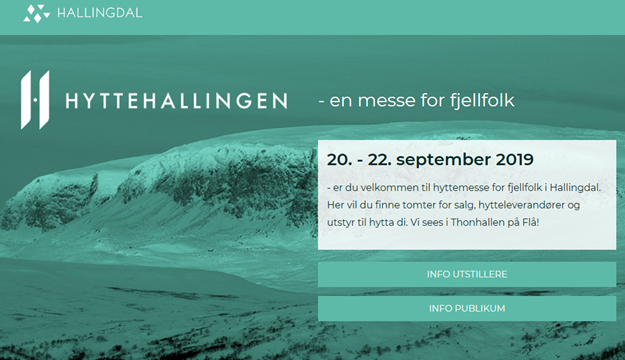 HALLINGDAL
HYTTEHALLINGEN
- en messe for fjellfolk
20. - 22. september 2019
- er du velkommen til hyttemesse for fjellfolk i Hallingdal.
Her vil du finne tomter for salg, hytteleverandører og
utstyr til hytta di. Vi sees i Thonhallen på Flå!
INFO UTSTILLERE
INFO PUBLIKUM